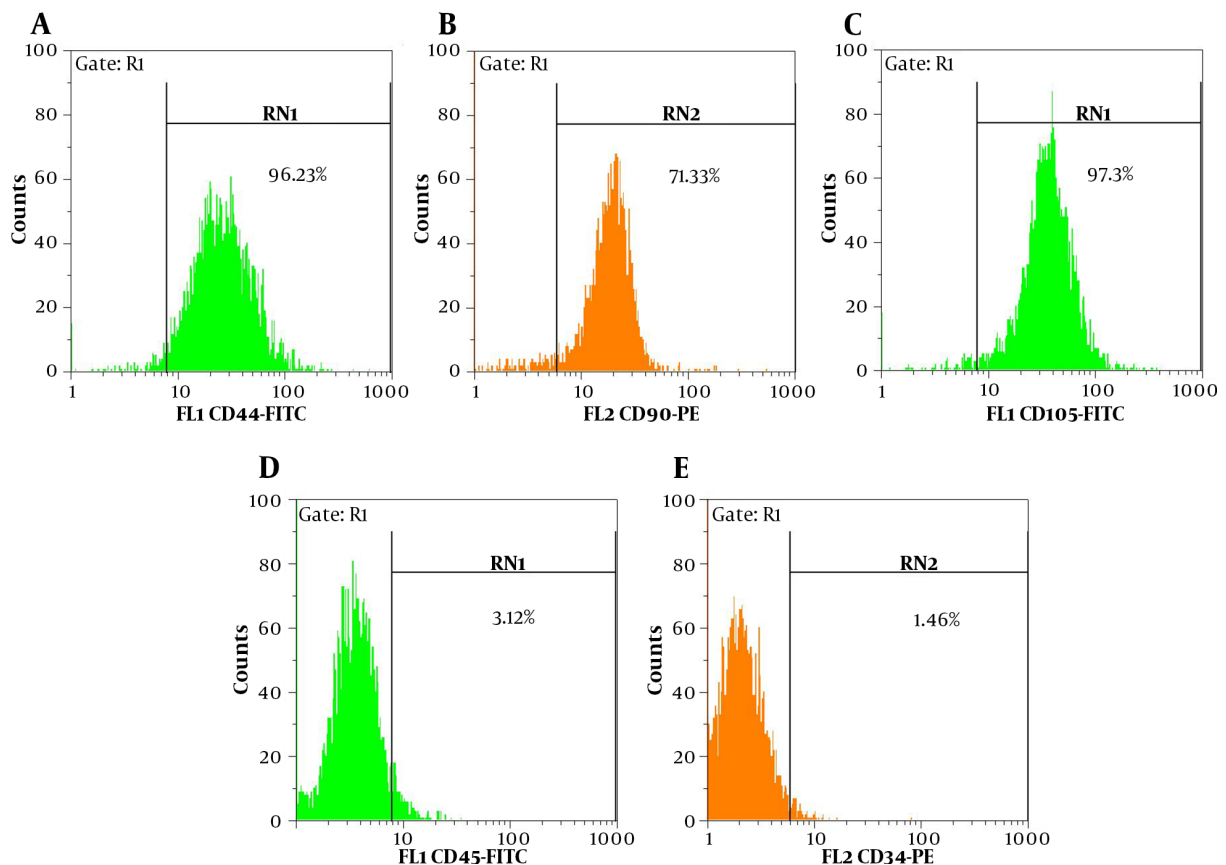 A
Gate: R1
RN1
96.23%
Counts
100
80
60
40
20
0
1 10 100 1000
FL1 CD44-FITC
B
Gate: R1
RN2
71.33%
Counts
100
80
60
40
20
0
1 10 100 1000
FL2 CD90-PE
C
Gate: R1
RN1
97.3%
Counts
100
80
60
40
20
0
1 10 100 1000
FL1 CD105-FITC
D
Gate: R1
RN1
3.12%
Counts
100
80
60
40
20
0
10 100 1000
FL1 CD45-FITC
E
Gate: R1
RN2
1.46%
Counts
100
80
60
40
20
0
1 10 100 1000
FL2 CD34-PE